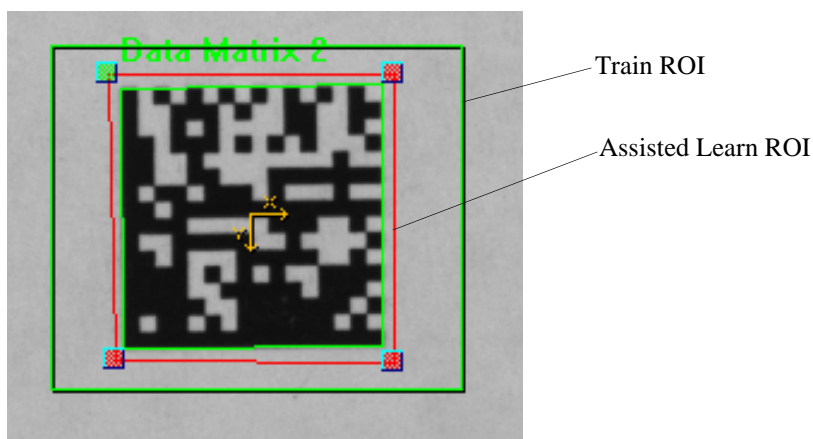 Data Matrix 2
Train ROI
Assisted Learn ROI
X
Y